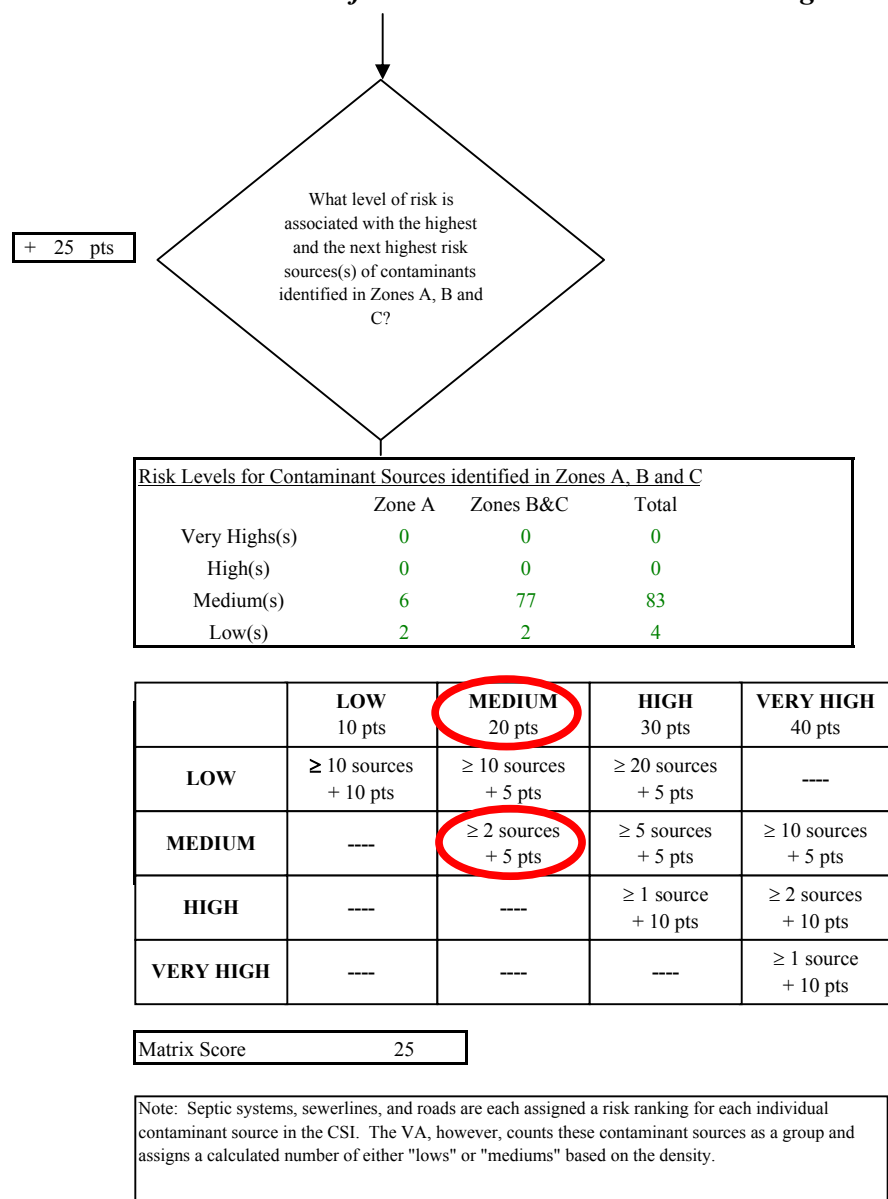 What level of risk is
associated with the highest
and the next highest risk
sources(s) of contaminants
identified in Zones A, B and
C?
+ 25 pts
Risk Levels for Contaminant Sources identified in Zones A, B and C
Zone A Zones B&C Total
Very Highs(s) 0 0 0
High(s) 0 0 0
Medium(s) 6 77 83
Low(s) 2 2 4
LOW MEDIUM HIGH VERY HIGH
10 pts 20 pts 30 pts 40 pts
LOW ≥ 10 sources ≥ 10 sources ≥ 20 sources ----
+ 10 pts + 5 pts + 5 pts
MEDIUM ---- ≥ 2 sources ≥ 5 sources ≥ 10 sources
+ 5 pts + 5 pts + 5 pts
HIGH ---- ---- ≥ 1 source ≥ 2 sources
+ 10 pts + 10 pts
VERY HIGH ---- ---- ---- ≥ 1 source
+ 10 pts
Matrix Score 25
Note: Septic systems, sewerlines, and roads are each assigned a risk ranking for each individual
contaminant source in the CSI. The VA, however, counts these contaminant sources as a group and
assigns a calculated number of either "lows" or "mediums" based on the density.